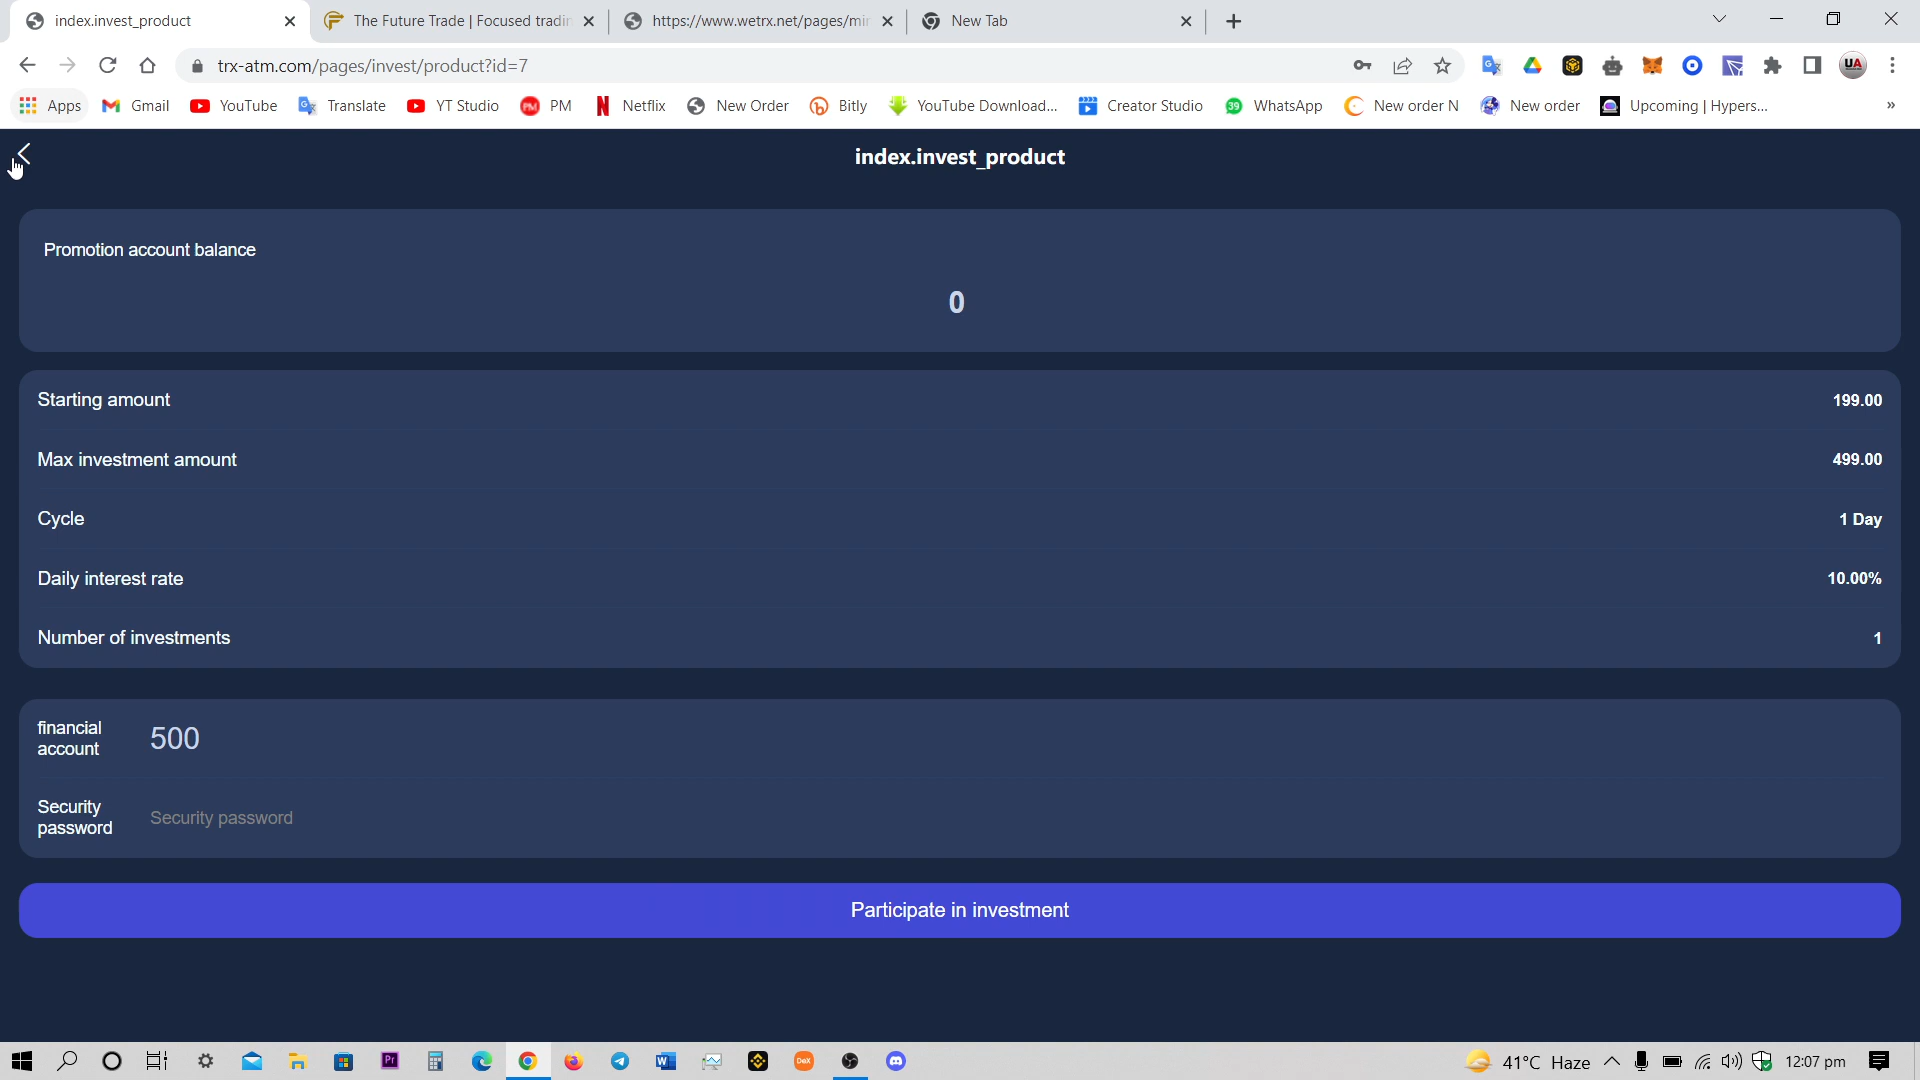 index.invest_product
The Future Trade | Focused tradin
https://www.wetrx.net/pages/mir
New Tab
trx-atm.com/pages/invest/product?id=7
UA
Apps
Gmail
YouTube
Translate
YT Studio
PM
Netflix
New Order
Bitly
YouTube Download...
Creator Studio
WhatsApp
New order N
New order
Upcoming | Hypers...
»
index.invest_product
Promotion account balance
0
Starting amount 199.00
Max investment amount 499.00
Cycle 1 Day
Daily interest rate 10.00%
Number of investments 1
financial
account
500
Security
password
Security password
Participate in investment
41°C Haze
12:07 pm